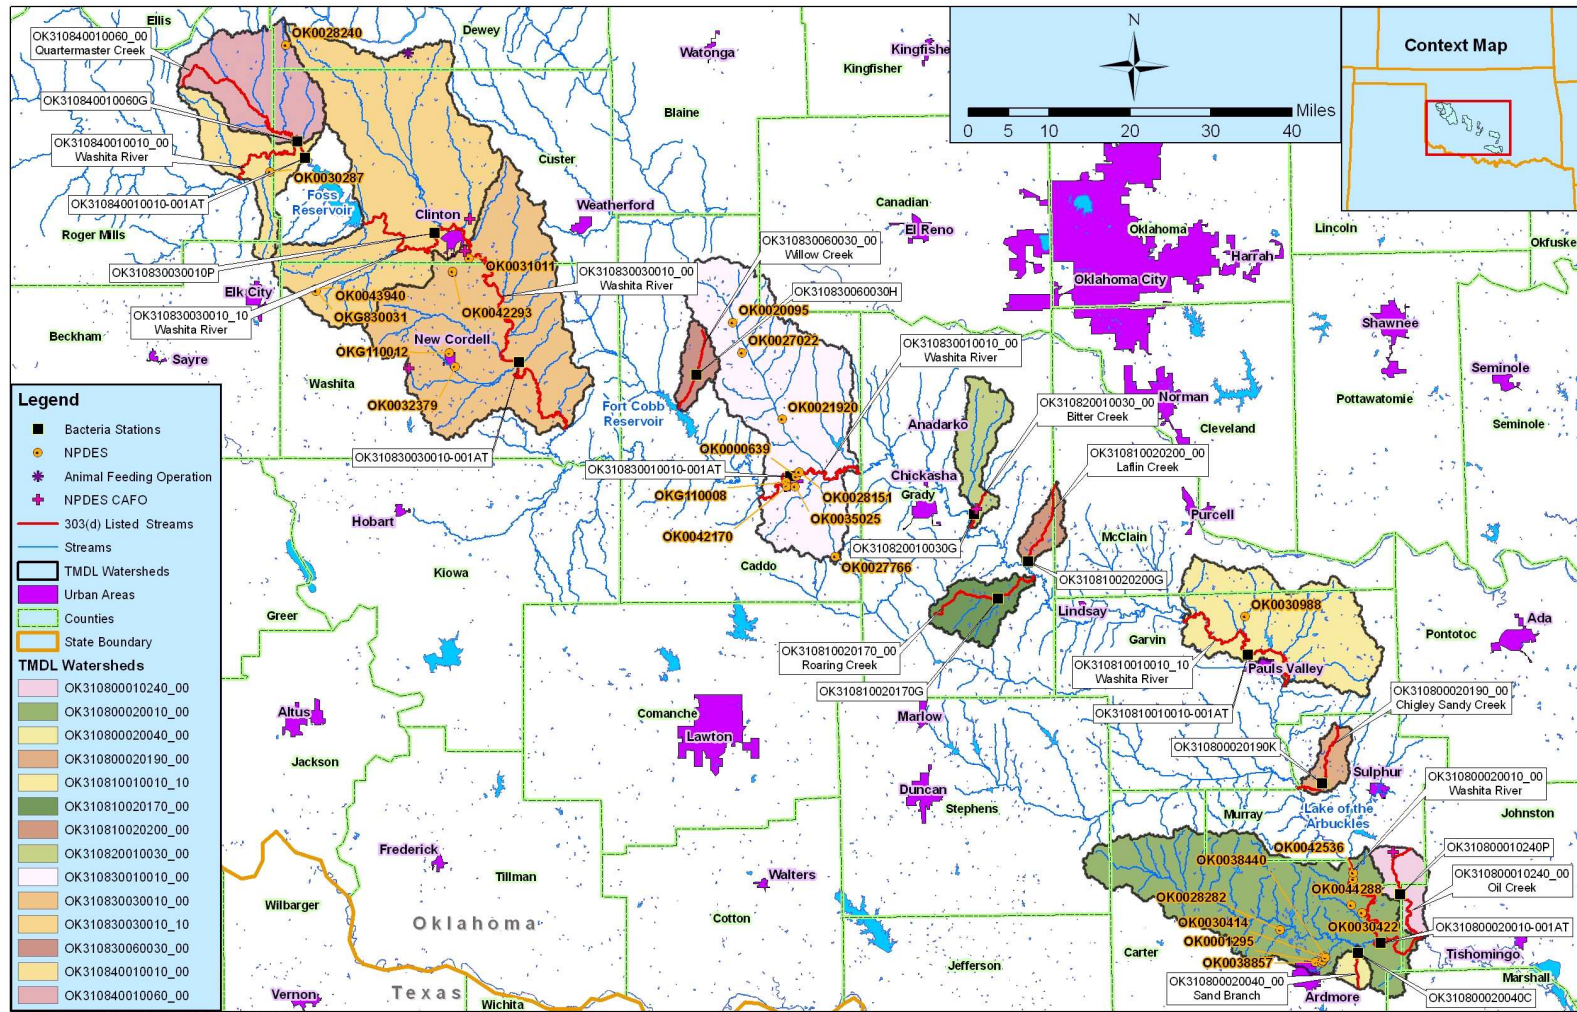 Ellis
Dewey
OK310840010060_00
Quartermaster Creek
OK0028240
Watonga
Kingfishe
Kingfisher
N
Miles
0 5 10 20 30 40
Context Map
OK310840010060G
Blaine
OK310840010010_00
Washita River
Custer
OK0030287
OK310840010010-001AT
Foss
Reservoir
Clinton
Weatherford
Canadian
El Reno
Oklahoma
Lincoln
Okfuske
Harrah
Oklahoma City
Roger Mills
OK310830060030_00
Willow Creek
OK310830030010P
OK0031011
OK310830030010_00
Washita River
OK310830060030H
Elk City
OK0043940
OK310830030010_10
Washita River
OKG830031
OK0042293
OK0020095
OK0027022
Beckham
Sayre
New Cordell
OKG110012
OK310830010010_00
Washita River
Shawnee
Seminole
Washita
OK0032379
Fort Cobb
Reservoir
OK0021920
Anadarko
OK310820010030_00
Bitter Creek
Norman
Cleveland
Pottawatomie
Seminole
OK310830030010-001AT
OK0000639
OK310830010010-001AT
OK310810020200_00
Laflin Creek
Chickasha
Grady
OKG110008
OK0028151
OK0035025
OK0042170
Hobart
Purcell
OK310820010030G
McClain
OK0027766
Caddo
Kiowa
OK310810020200G
Greer
Lindsay
OK0030988
Garvin
Pontotoc
Ada
OK310810020170_00
Roaring Creek
OK310810010010_10
Washita River
Pauls Valley
OK310810020170G
OK310810010010-001AT
OK310800020190_00
Chigley Sandy Creek
Altus
Comanche
Lawton
Marlow
OK310800020190K
Jackson
Sulphur
OK310800020010_00
Washita River
Duncan
Stephens
Lake of the
Arbuckles
Murray
Johnston
Frederick
Tillman
Walters
OK0042536
OK0038440
OK310800010240P
OK0044288
OK310800010240_00
Oil Creek
OK0028282
Wilbarger
Oklahoma
Cotton
OK0030414
OK0030422
OK310800020010-001AT
OK0001295
Carter
Tishomingo
Jefferson
OK0038857
Marshall
OK310800020040_00
Sand Branch
Ardmore
OK310800020040C
Vernon
Texas
Wichita
Legend
Bacteria Stations
NPDES
Animal Feeding Operation
NPDES CAFO
303(d) Listed Streams
Streams
TMDL Watersheds
Urban Areas
Counties
State Boundary
TMDL Watersheds
OK310800010240_00
OK310800020010_00
OK310800020040_00
OK310800020190_00
OK310810010010_10
OK310810020170_00
OK310810020200_00
OK310820010030_00
OK310830010010_00
OK310830030010_00
OK310830030010_10
OK310830060030_00
OK310840010010_00
OK310840010060_00